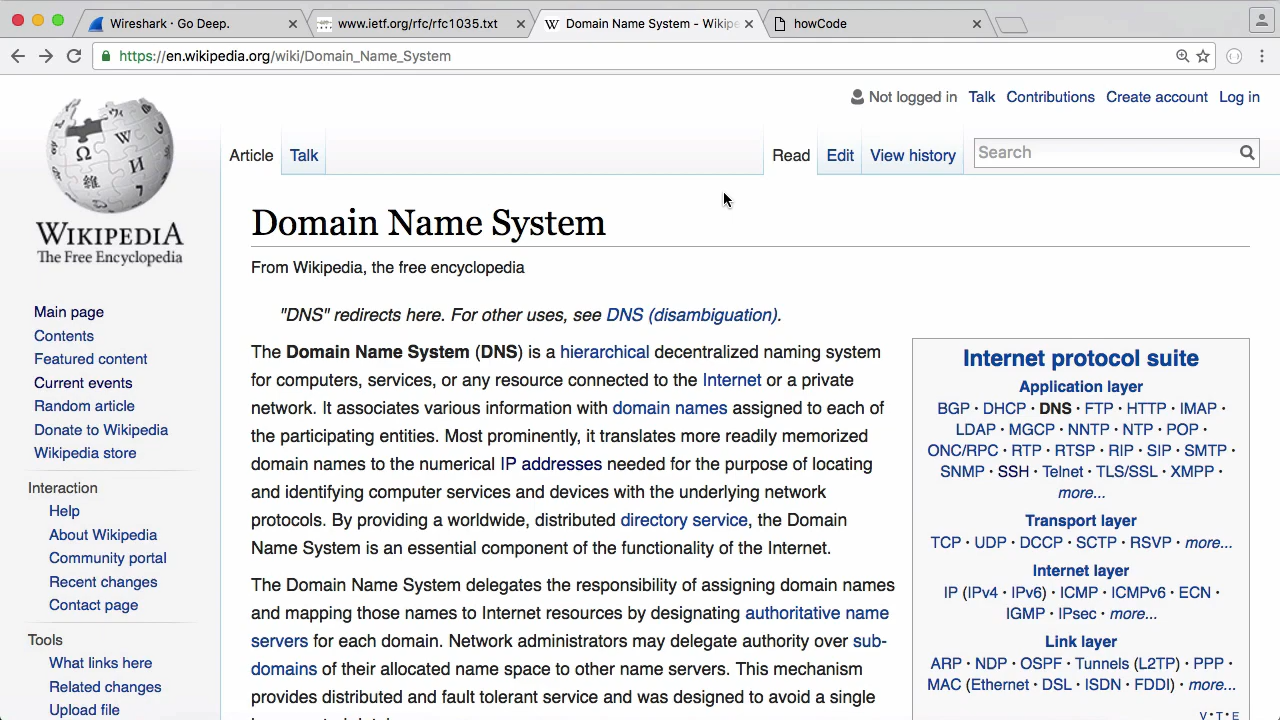 Wireshark · Go Deep.
www.ietf.org/rfc/rfc1035.txt
Domain Name System - Wikipe
howCode
https://en.wikipedia.org/wiki/Domain_Name_System
Not logged in Talk Contributions Create account Log in
Article Talk
Read Edit View history
Search
WIKIPEDIA
The Free Encyclopedia
Main page
Contents
Featured content
Current events
Random article
Donate to Wikipedia
Wikipedia store
Interaction
Help
About Wikipedia
Community portal
Recent changes
Contact page
Tools
What links here
Related changes
Upload file
Domain Name System
From Wikipedia, the free encyclopedia
"DNS" redirects here. For other uses, see DNS (disambiguation).
The Domain Name System (DNS) is a hierarchical decentralized naming system
for computers, services, or any resource connected to the Internet or a private
network. It associates various information with domain names assigned to each of
the participating entities. Most prominently, it translates more readily memorized
domain names to the numerical IP addresses needed for the purpose of locating
and identifying computer services and devices with the underlying network
protocols. By providing a worldwide, distributed directory service, the Domain
Name System is an essential component of the functionality of the Internet.
The Domain Name System delegates the responsibility of assigning domain names
and mapping those names to Internet resources by designating authoritative name
servers for each domain. Network administrators may delegate authority over sub-
domains of their allocated name space to other name servers. This mechanism
provides distributed and fault tolerant service and was designed to avoid a single
Internet protocol suite
Application layer
BGP · DHCP · DNS · FTP · HTTP · IMAP ·
LDAP · MGCP · NNTP · NTP · POP ·
ONC/RPC · RTP · RTSP · RIP · SIP · SMTP ·
SNMP · SSH · Telnet · TLS/SSL · XMPP ·
more...
Transport layer
TCP · UDP · DCCP · SCTP · RSVP · more...
Internet layer
IP (IPv4 · IPv6) · ICMP · ICMPv6 · ECN ·
IGMP · IPsec · more...
Link layer
ARP · NDP · OSPF · Tunnels (L2TP) · PPP ·
MAC (Ethernet · DSL · ISDN · FDDI) · more...
V · T · E